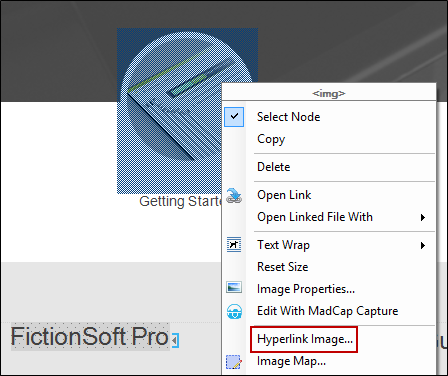 <img>
Select Node
Copy
Delete
Getting Starte
Open Link
Open Linked File With
Text Wrap
Reset Size
Image Properties...
Edit With MadCap Capture
Hyperlink Image...
FictionSoft Pro
Image Map...